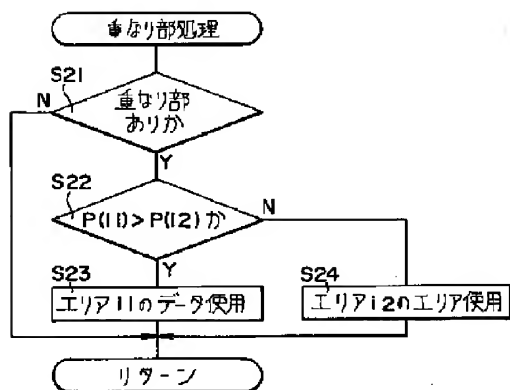 重なり部処理
S21
N
重なり部
ありか
Y
S22
P(i1)>P(i2)か
N
Y
S23
エリアi1のデータ使用
S24
エリアi2のエリア使用
リターン